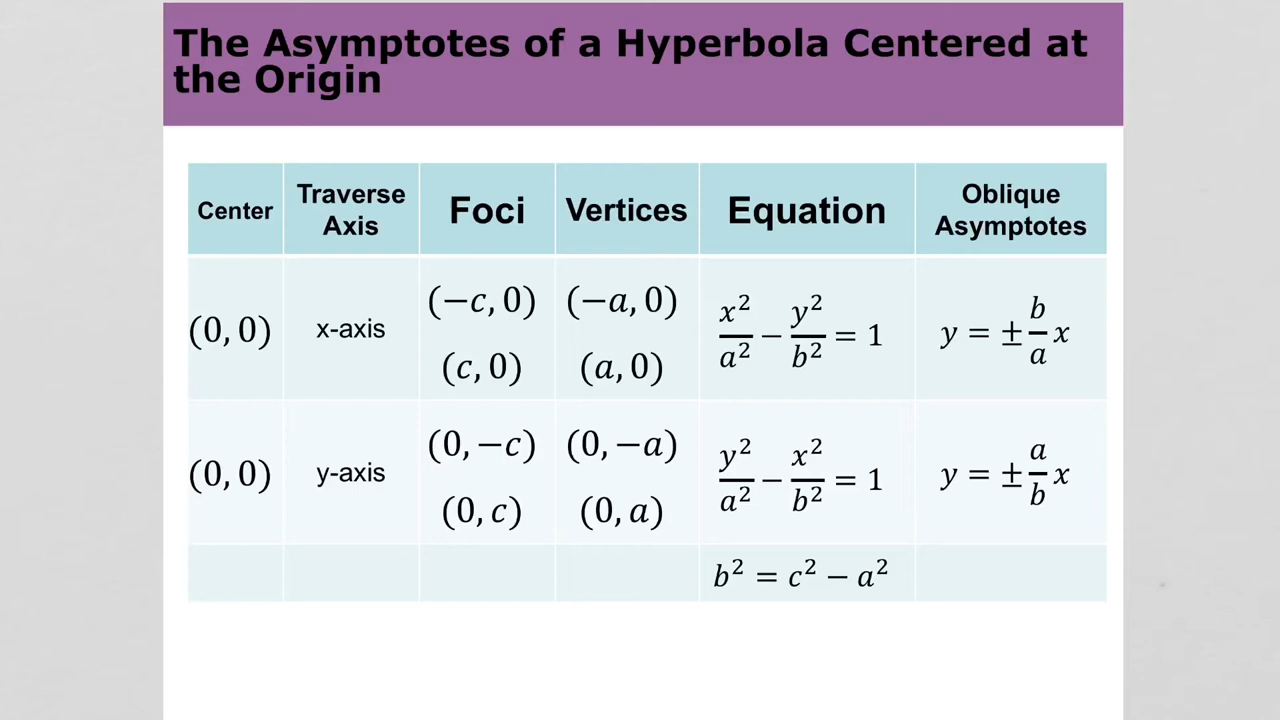 The Asymptotes of a Hyperbola Centered at
the Origin
Center
Traverse
Axis
Foci
Vertices
Equation
Oblique
Asymptotes
(0, 0)
x-axis
(−c, 0)
(c, 0)
(−a, 0)
(a, 0)
x²/a² − y²/b² = 1
y = ± b/a x
(0, 0)
y-axis
(0, −c)
(0, c)
(0, −a)
(0, a)
y²/a² − x²/b² = 1
y = ± a/b x
b² = c² − a²